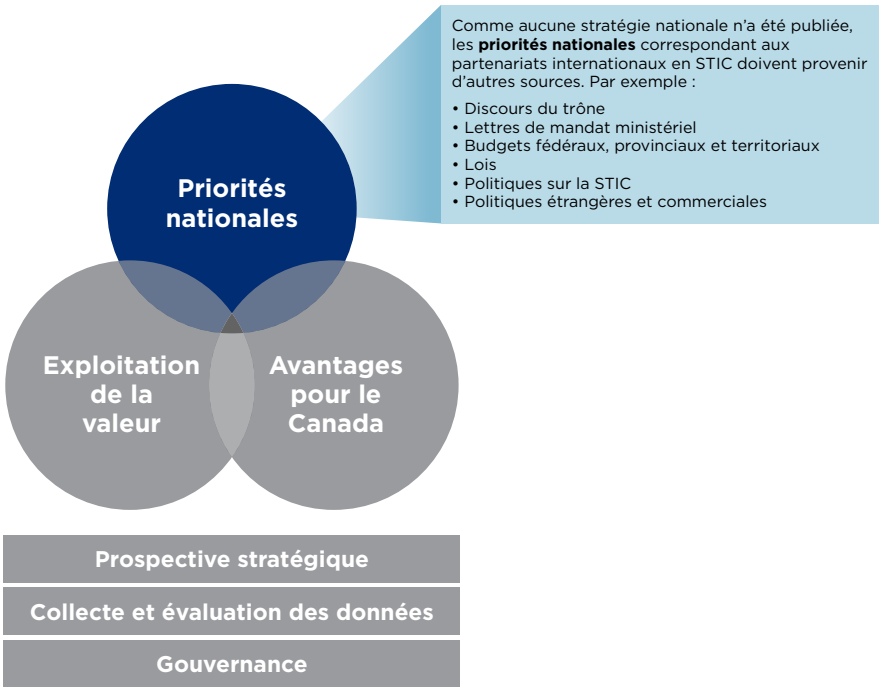 Comme aucune stratégie nationale n’a été publiée,
les priorités nationales correspondant aux
partenariats internationaux en STIC doivent provenir
d’autres sources. Par exemple :
• Discours du trône
• Lettres de mandat ministériel
• Budgets fédéraux, provinciaux et territoriaux
• Lois
• Politiques sur la STIC
• Politiques étrangères et commerciales
Priorités
nationales
Exploitation
de la
valeur
Avantages
pour le
Canada
Prospective stratégique
Collecte et évaluation des données
Gouvernance